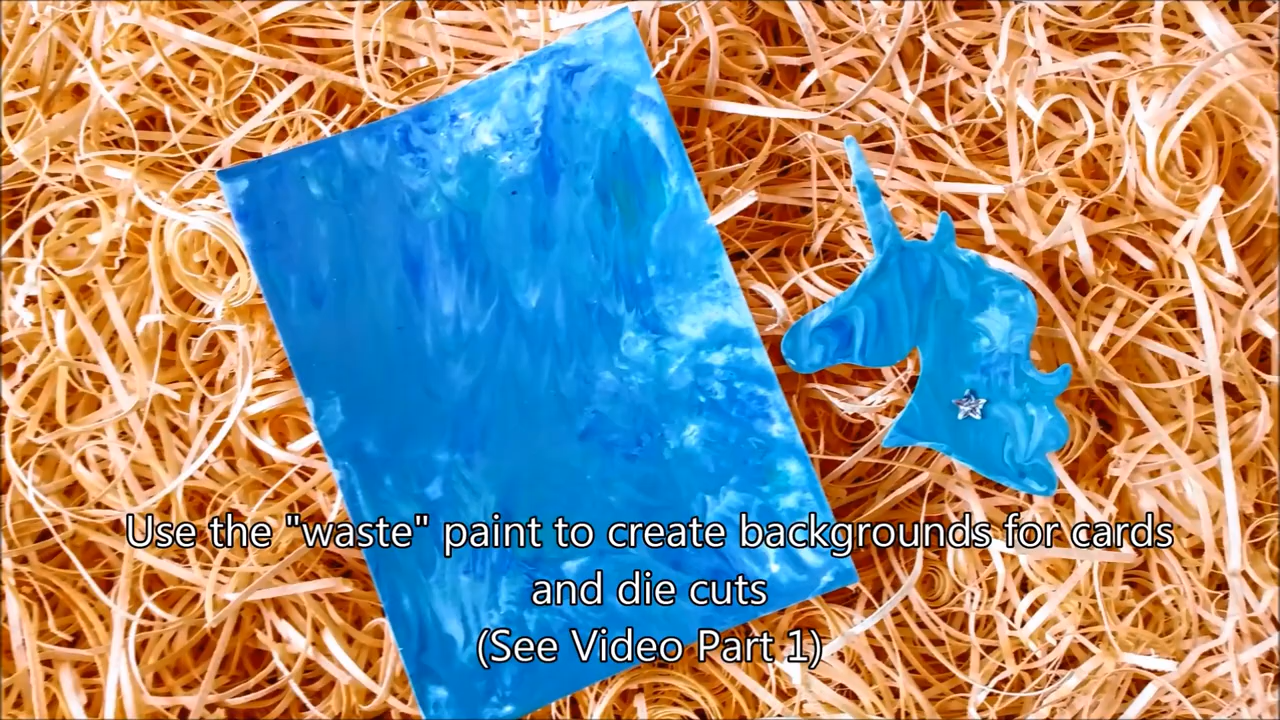 Use the "waste" paint to create backgrounds for cards
and die cuts
(See Video Part 1)